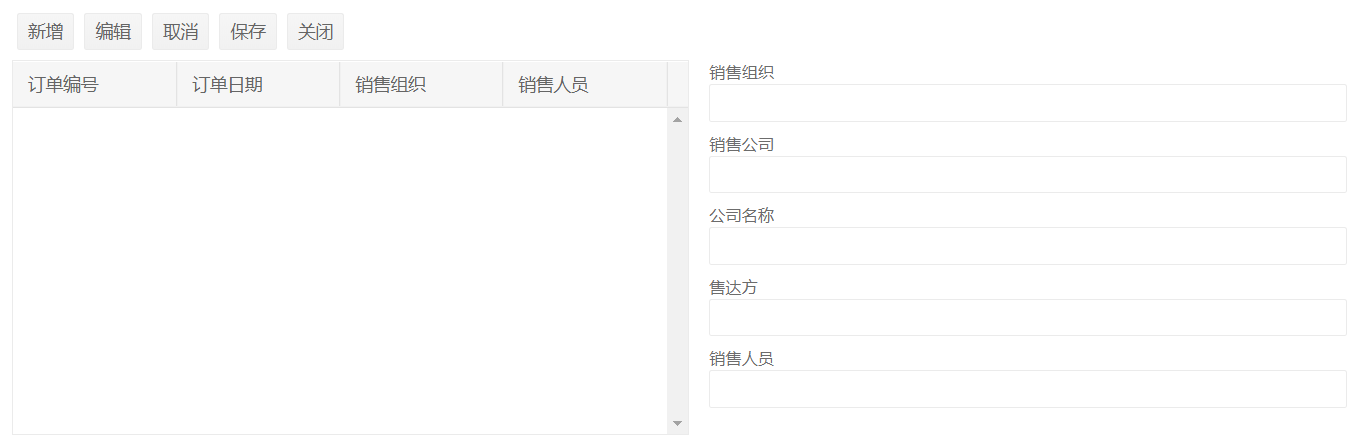 新增 编辑 取消 保存 关闭
订单编号 订单日期 销售组织 销售人员
销售组织
销售公司
公司名称
售达方
销售人员